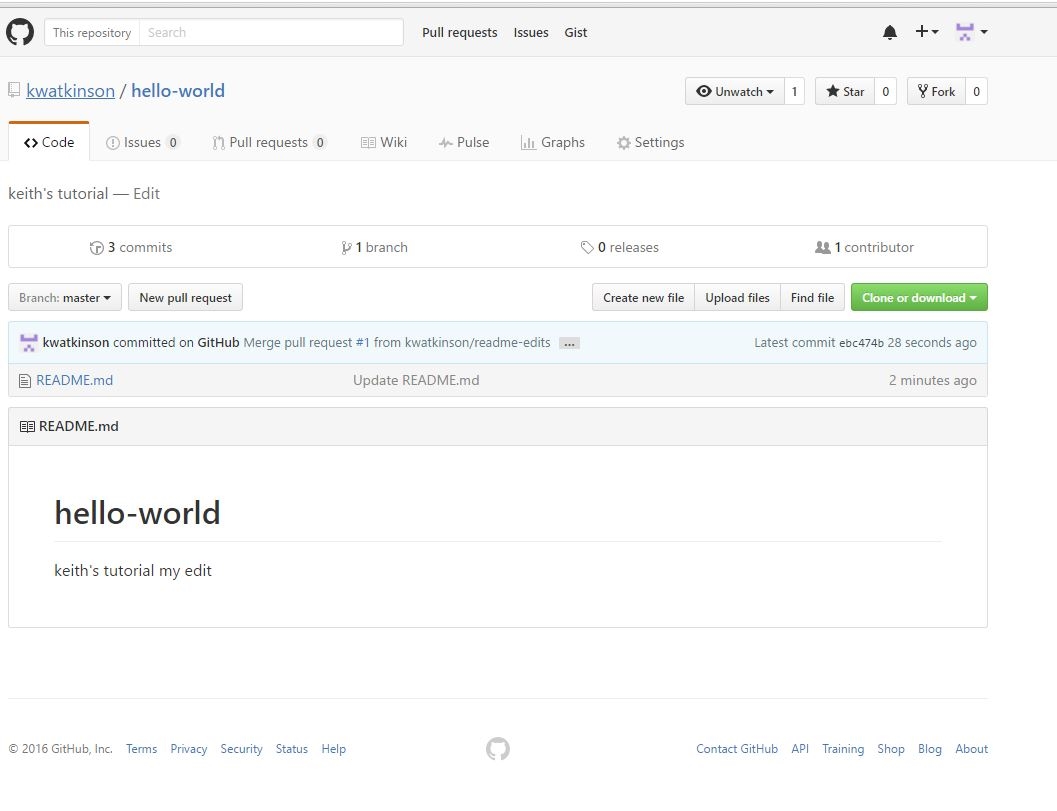 This repository Search Pull requests Issues Gist
kwatkinson / hello-world Unwatch 1 Star 0 Fork 0
Code Issues 0 Pull requests 0 Wiki Pulse Graphs Settings
keith's tutorial — Edit
3 commits 1 branch 0 releases 1 contributor
Branch: master New pull request Create new file Upload files Find file Clone or download
kwatkinson committed on GitHub Merge pull request #1 from kwatkinson/readme-edits ... Latest commit ebc474b 28 seconds ago
README.md Update README.md 2 minutes ago
README.md
hello-world
keith's tutorial my edit
© 2016 GitHub, Inc. Terms Privacy Security Status Help Contact GitHub API Training Shop Blog About